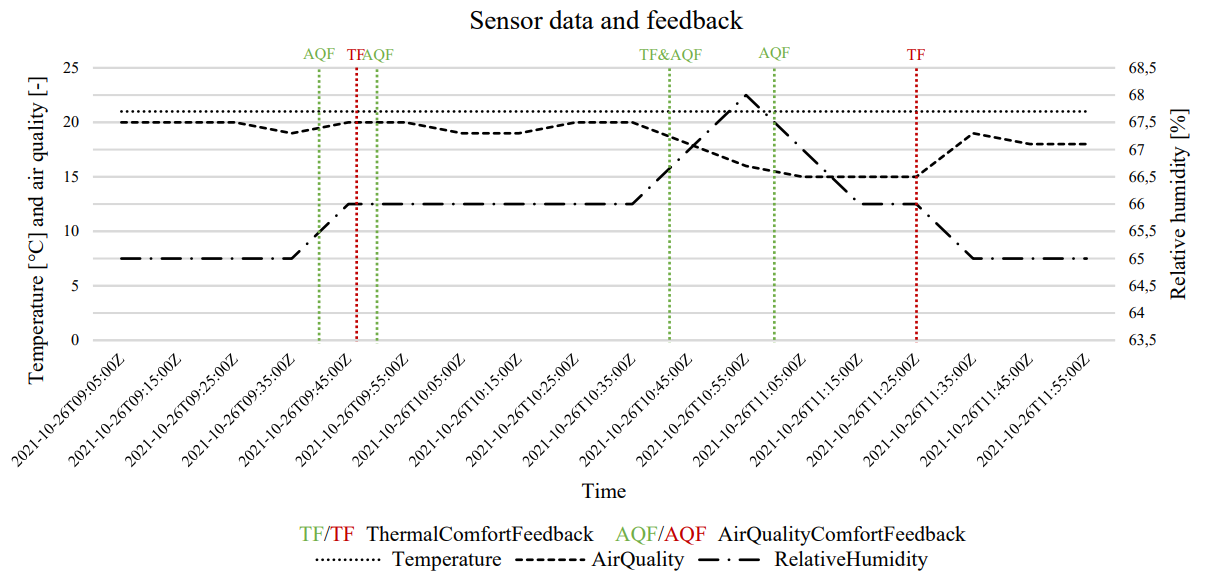 Sensor data and feedback
AQF TF AQF TF&AQF AQF TF
Temperature [°C] and air quality [-]
25
20
15
10
5
0
68,5
68
67,5
67
66,5
66
65,5
65
64,5
64
63,5
Relative humidity [%]
2021-10-26T09:05:00Z
2021-10-26T09:15:00Z
2021-10-26T09:25:00Z
2021-10-26T09:35:00Z
2021-10-26T09:45:00Z
2021-10-26T09:55:00Z
2021-10-26T10:05:00Z
2021-10-26T10:15:00Z
2021-10-26T10:25:00Z
2021-10-26T10:35:00Z
2021-10-26T10:45:00Z
2021-10-26T10:55:00Z
2021-10-26T11:05:00Z
2021-10-26T11:15:00Z
2021-10-26T11:25:00Z
2021-10-26T11:35:00Z
2021-10-26T11:45:00Z
2021-10-26T11:55:00Z
Time
TF/TF ThermalComfortFeedback AQF/AQF AirQualityComfortFeedback
Temperature AirQuality RelativeHumidity